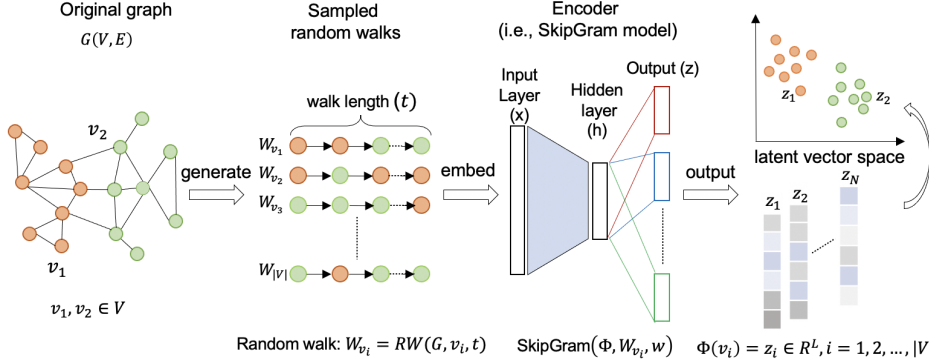 Original graph
G(V,E)
v₂
v₁
v₁, v₂ ∈ V
generate
Sampled
random walks
walk length (t)
W_{v₁}
W_{v₂}
W_{v₃}
W_{|V|}
Random walk: W_{vᵢ} = RW(G, vᵢ, t)
embed
Encoder
(i.e., SkipGram model)
Input
Layer
(x)
Hidden
layer
(h)
Output (z)
SkipGram(Φ, W_{vᵢ}, w)
output
z₁
z₂
latent vector space
z₁
z₂
z_N
Φ(vᵢ) = zᵢ ∈ R^L, i = 1, 2, …, |V